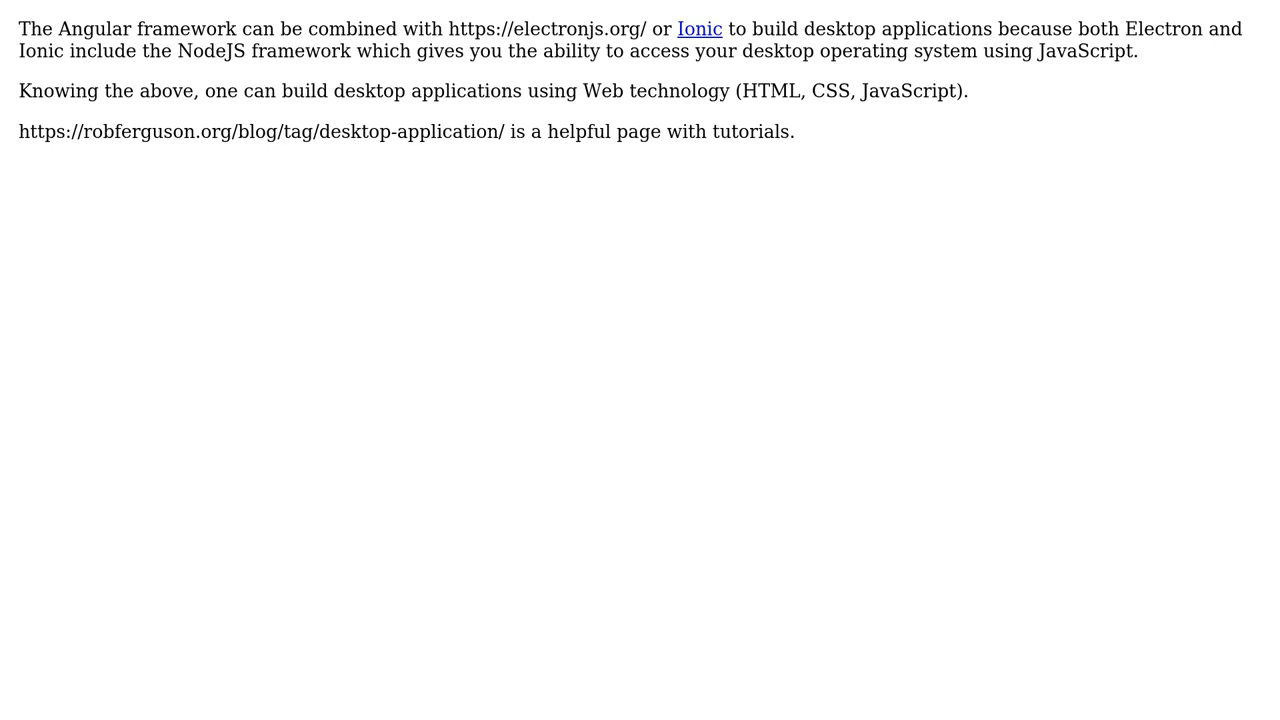 The Angular framework can be combined with https://electronjs.org/ or Ionic to build desktop applications because both Electron and
Ionic include the NodeJS framework which gives you the ability to access your desktop operating system using JavaScript.
Knowing the above, one can build desktop applications using Web technology (HTML, CSS, JavaScript).
https://robferguson.org/blog/tag/desktop-application/ is a helpful page with tutorials.